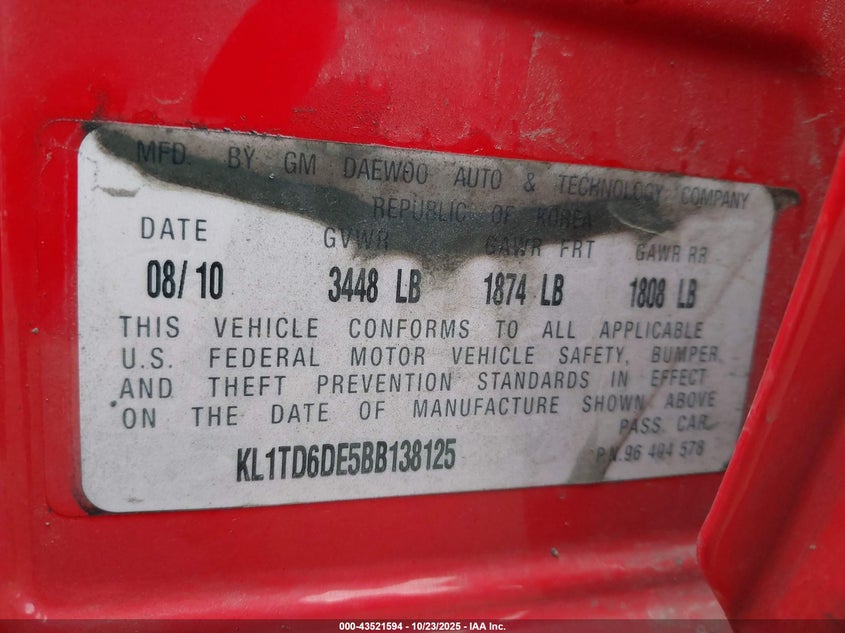 MFD. BY GM DAEWOO AUTO & TECHNOLOGY COMPANY
REPUBLIC OF KOREA
DATE GVWR GAWR FRT GAWR RR
08/10 3448 LB 1874 LB 1808 LB
THIS VEHICLE CONFORMS TO ALL APPLICABLE
U.S. FEDERAL MOTOR VEHICLE SAFETY, BUMPER
AND THEFT PREVENTION STANDARDS IN EFFECT
ON THE DATE OF MANUFACTURE SHOWN ABOVE
PASS. CAR
KL1TD6DE5BB138125 P.N.96 494 578
000-43521594 - 10/23/2025 - IAA Inc.